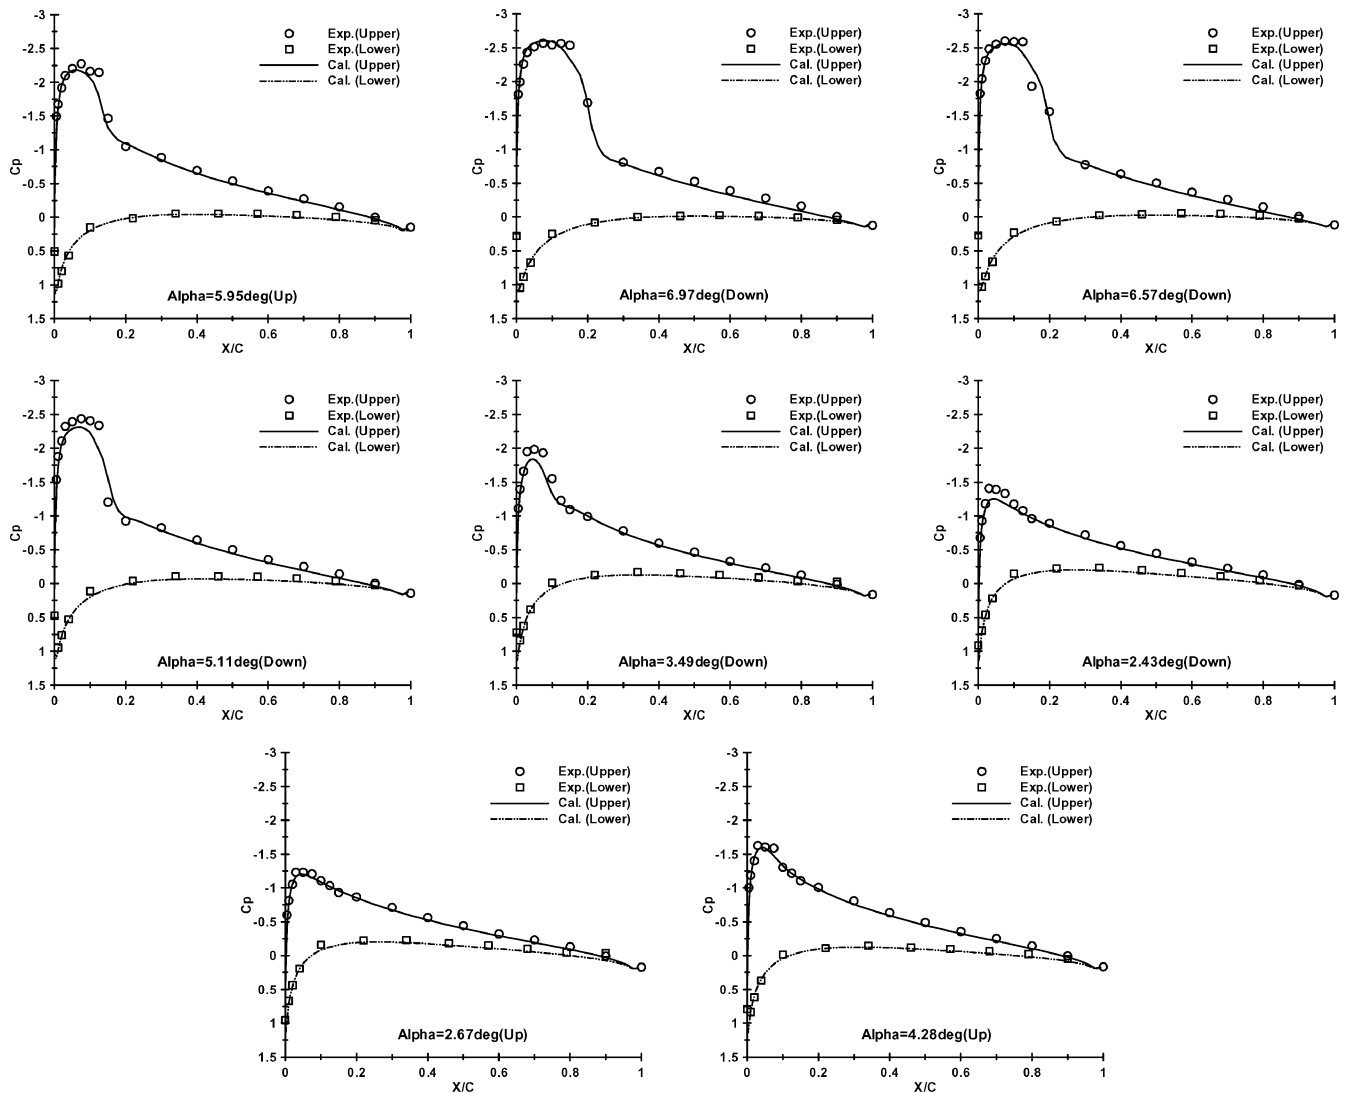 -3
-2.5
-2
-1.5
-1
-0.5
0
0.5
1
1.5
Cp
Exp.(Upper)
Exp.(Lower)
Cal. (Upper)
Cal. (Lower)
Alpha=5.95deg(Up)
0 0.2 0.4 0.6 0.8 1
X/C
-3
-2.5
-2
-1.5
-1
-0.5
0
0.5
1
1.5
Cp
Exp.(Upper)
Exp.(Lower)
Cal. (Upper)
Cal. (Lower)
Alpha=6.97deg(Down)
0 0.2 0.4 0.6 0.8 1
X/C
-3
-2.5
-2
-1.5
-1
-0.5
0
0.5
1
1.5
Cp
Exp.(Upper)
Exp.(Lower)
Cal. (Upper)
Cal. (Lower)
Alpha=6.57deg(Down)
0 0.2 0.4 0.6 0.8 1
X/C
-3
-2.5
-2
-1.5
-1
-0.5
0
0.5
1
1.5
Cp
Exp.(Upper)
Exp.(Lower)
Cal. (Upper)
Cal. (Lower)
Alpha=5.11deg(Down)
0 0.2 0.4 0.6 0.8 1
X/C
-3
-2.5
-2
-1.5
-1
-0.5
0
0.5
1
1.5
Cp
Exp.(Upper)
Exp.(Lower)
Cal. (Upper)
Cal. (Lower)
Alpha=3.49deg(Down)
0 0.2 0.4 0.6 0.8 1
X/C
-3
-2.5
-2
-1.5
-1
-0.5
0
0.5
1
1.5
Cp
Exp.(Upper)
Exp.(Lower)
Cal. (Upper)
Cal. (Lower)
Alpha=2.43deg(Down)
0 0.2 0.4 0.6 0.8 1
X/C
-3
-2.5
-2
-1.5
-1
-0.5
0
0.5
1
1.5
Cp
Exp.(Upper)
Exp.(Lower)
Cal. (Upper)
Cal. (Lower)
Alpha=2.67deg(Up)
0 0.2 0.4 0.6 0.8 1
X/C
-3
-2.5
-2
-1.5
-1
-0.5
0
0.5
1
1.5
Cp
Exp.(Upper)
Exp.(Lower)
Cal. (Upper)
Cal. (Lower)
Alpha=4.28deg(Up)
0 0.2 0.4 0.6 0.8 1
X/C